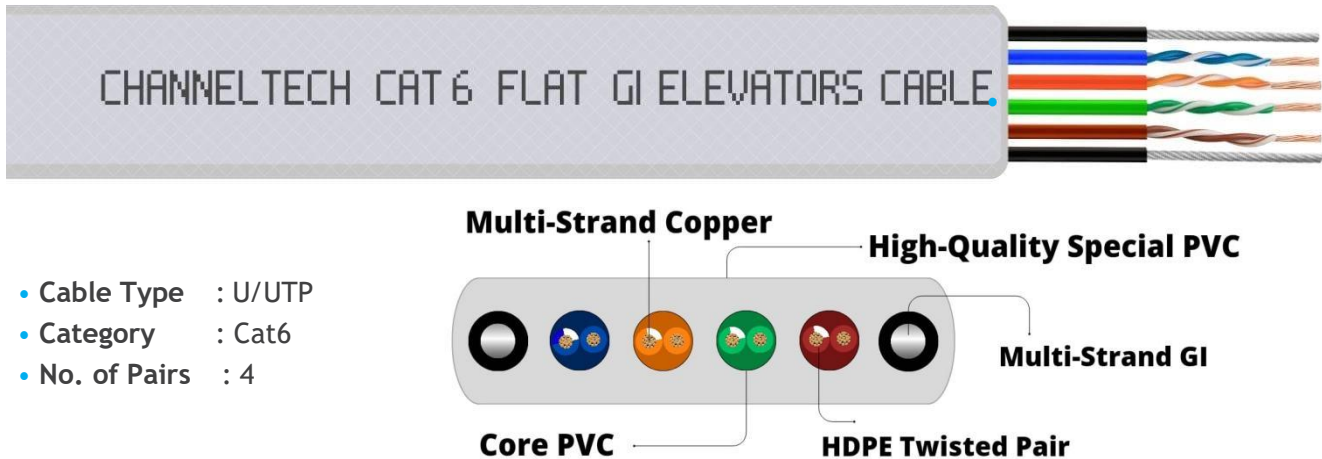 CHANNELTECH CAT 6 FLAT GI ELEVATORS CABLE
Multi-Strand Copper
High-Quality Special PVC
• Cable Type : U/UTP
• Category : Cat6
• No. of Pairs : 4
Multi-Strand GI
Core PVC
HDPE Twisted Pair